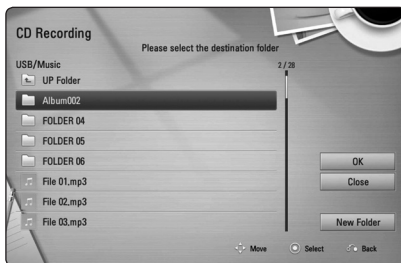 CD Recording
Please select the destination folder
USB/Music
2 / 28
UP Folder
Album002
FOLDER 04
FOLDER 05
FOLDER 06
File 01.mp3
File 02.mp3
File 03.mp3
OK
Close
New Folder
Move
Select
Back